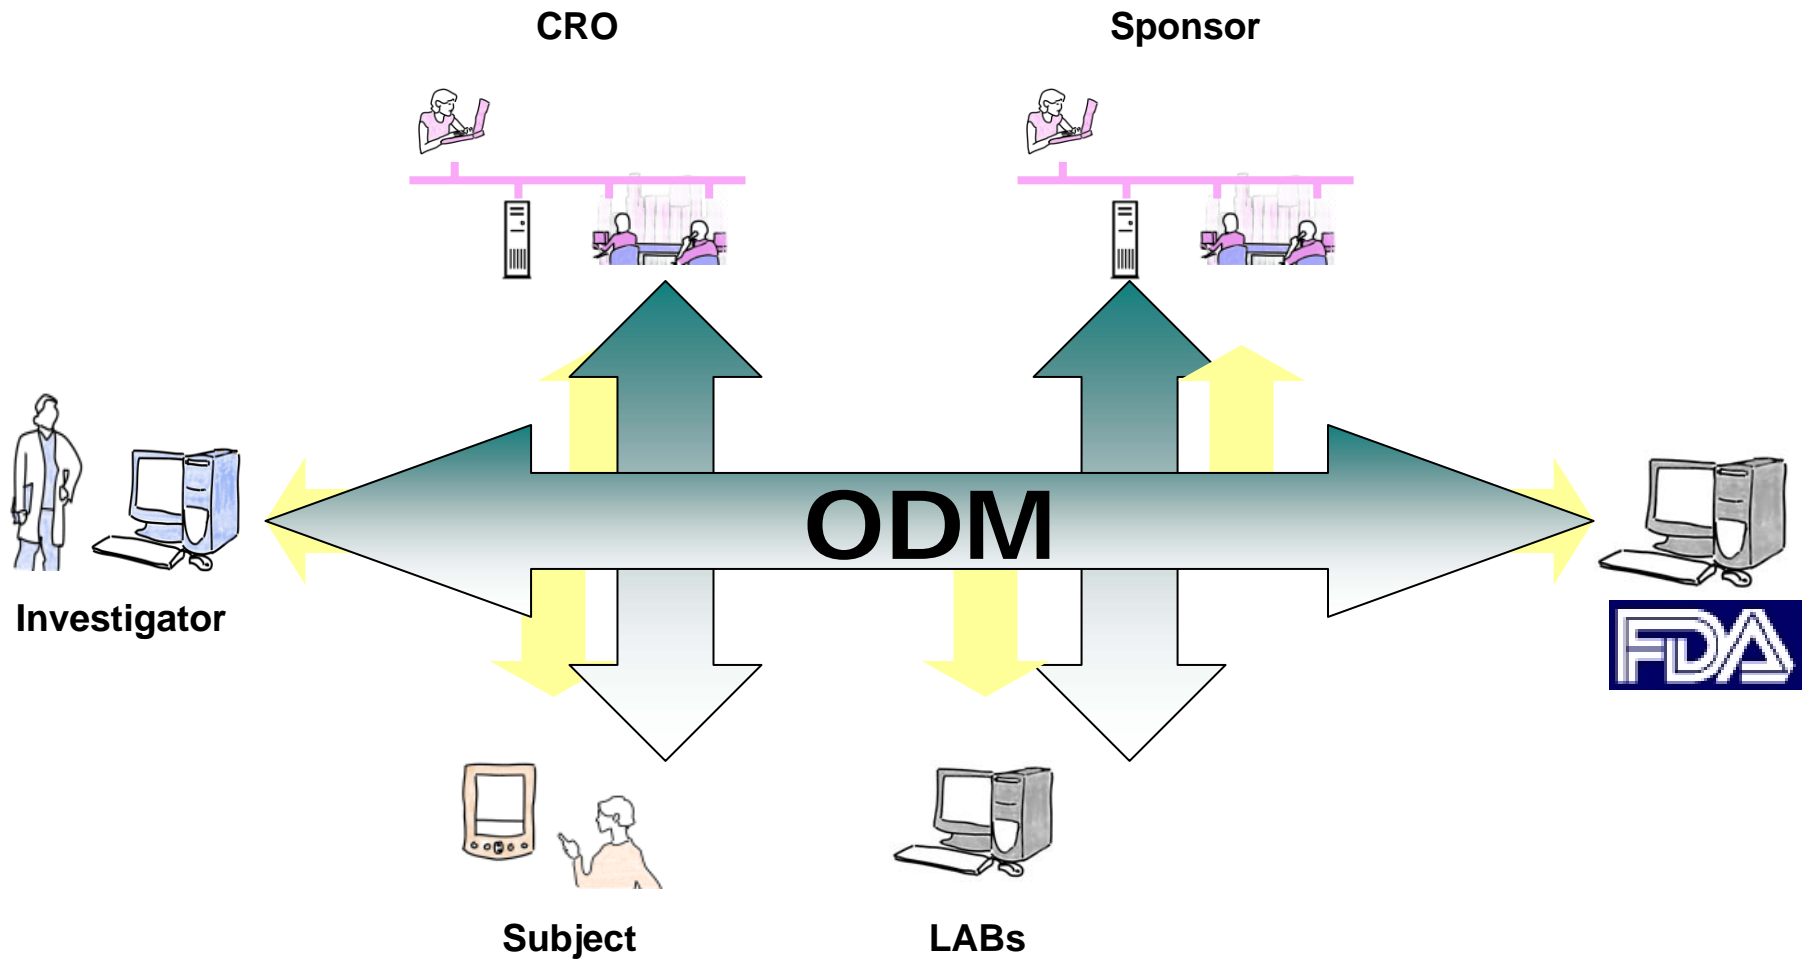 CRO
Sponsor
ODM
Investigator
FDA
Subject
LABs